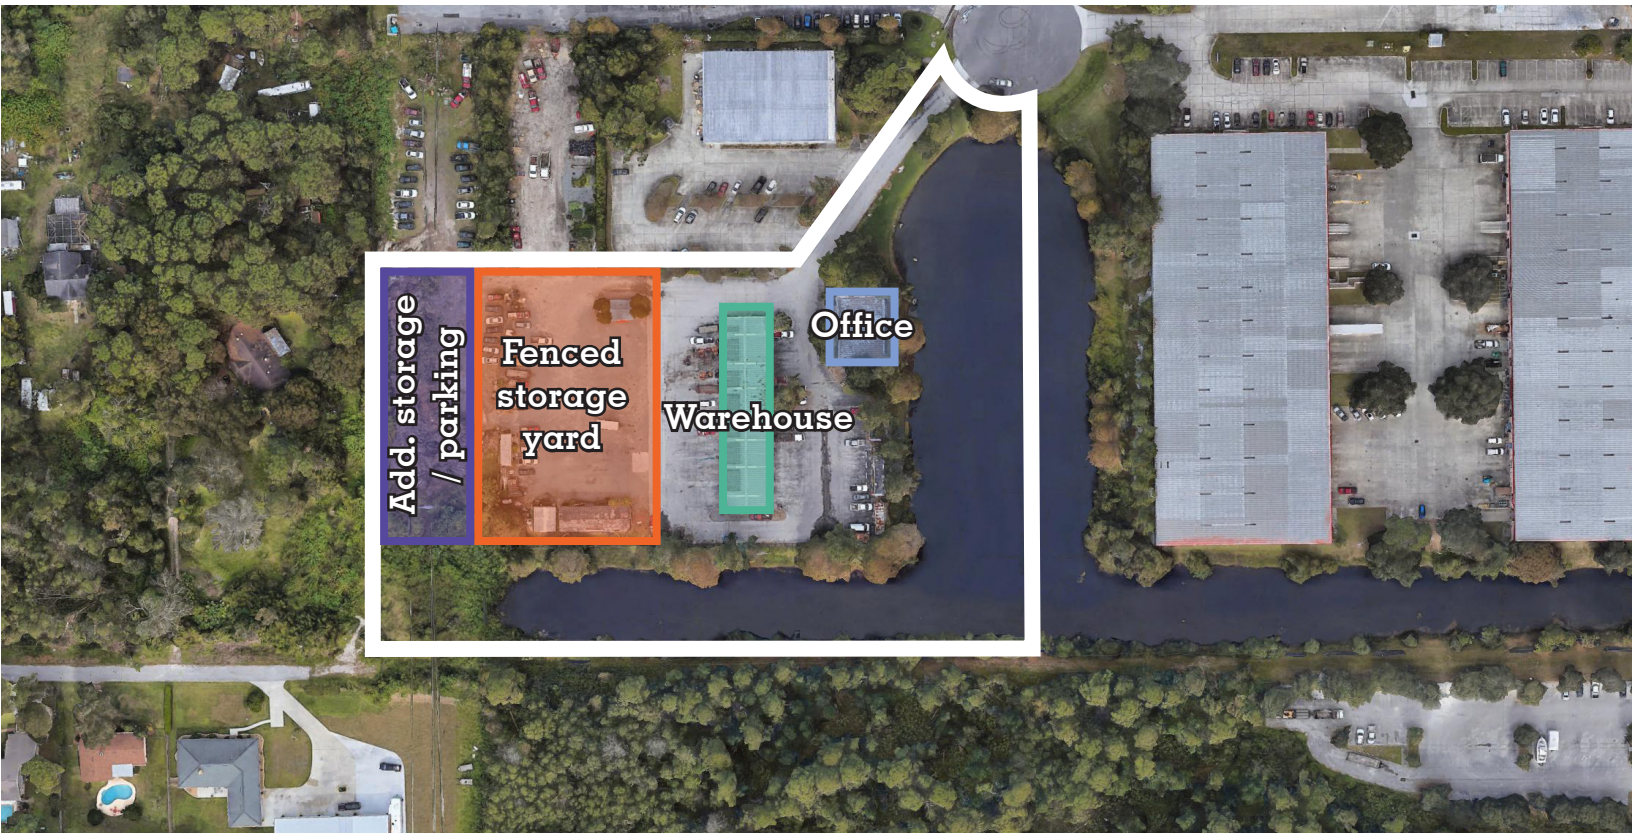 Add. storage
/ parking
Fenced
storage
yard
Warehouse
Office